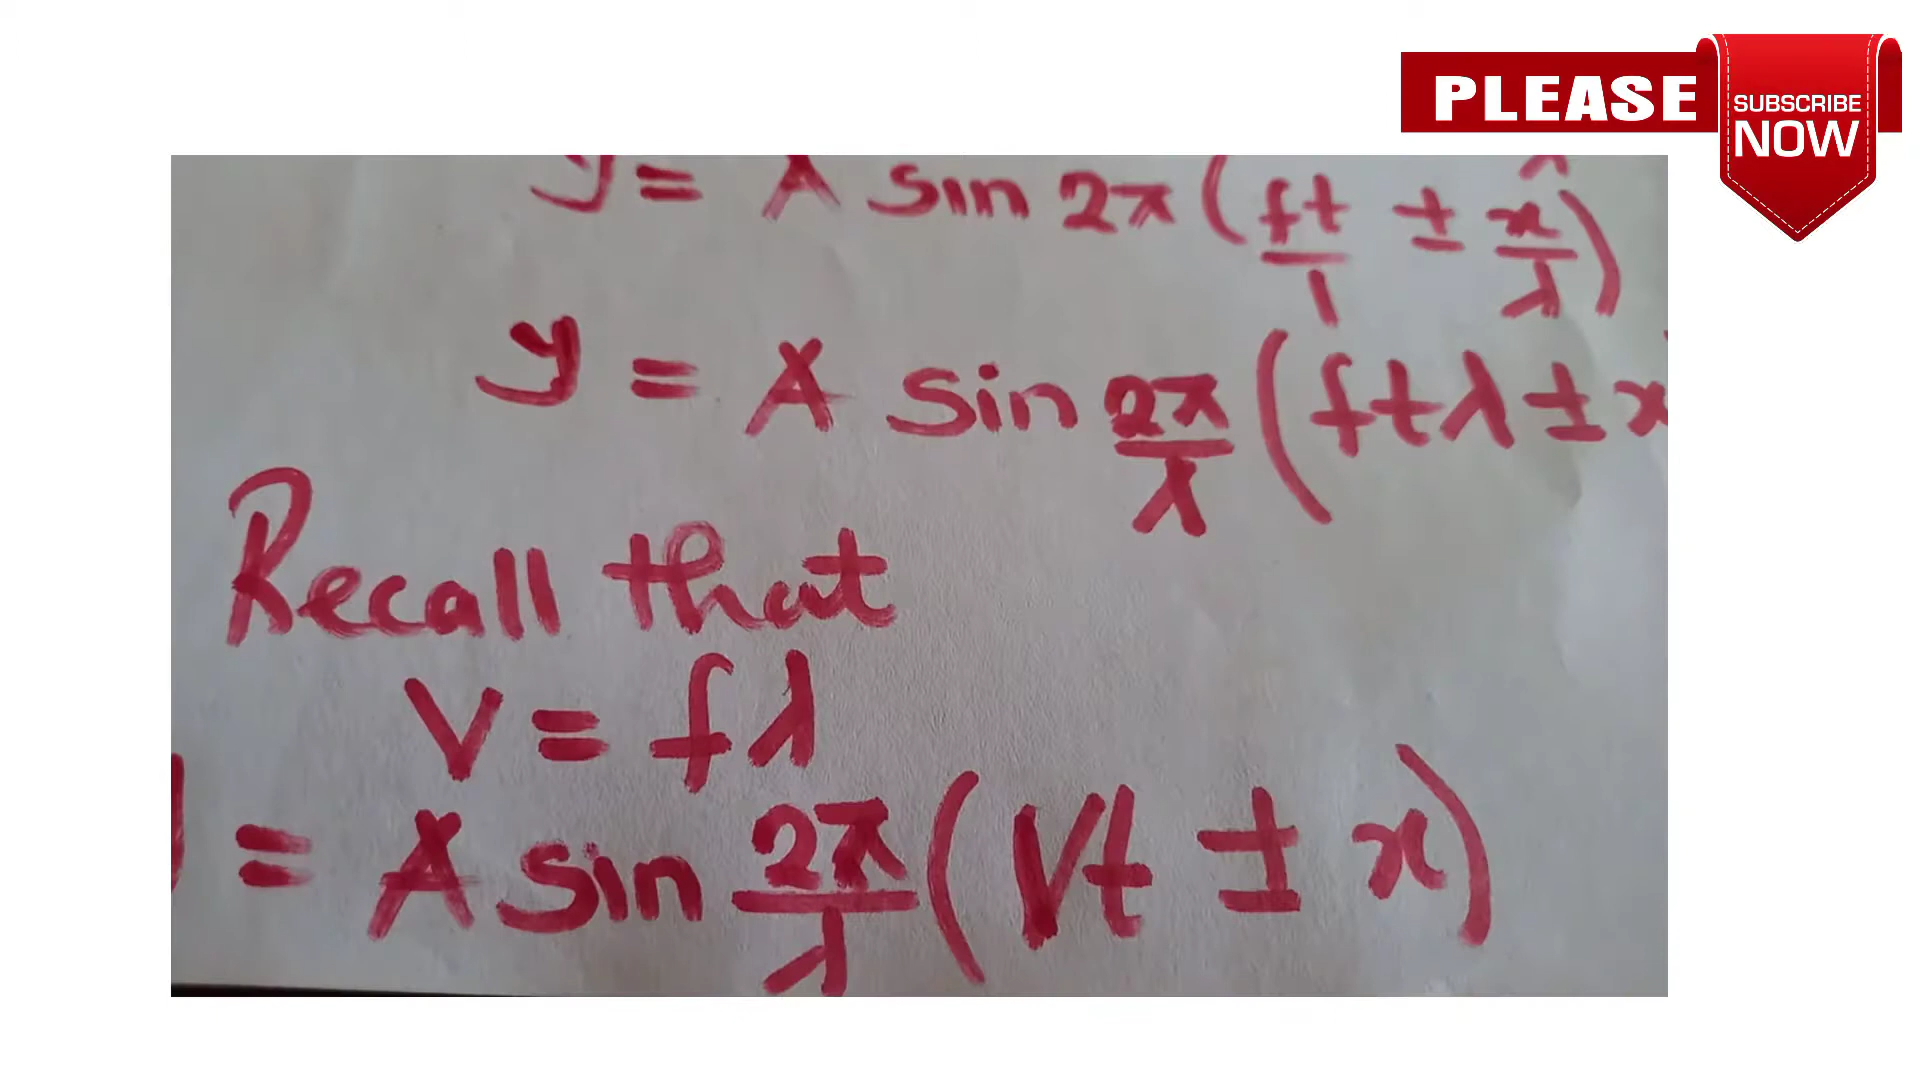 PLEASE
SUBSCRIBE
NOW
y = A sin 2π (ft/1 ± x/λ)
y = A sin 2π/λ (ftλ ± x
Recall that
V = fλ
= A sin 2π/λ (Vt ± x)